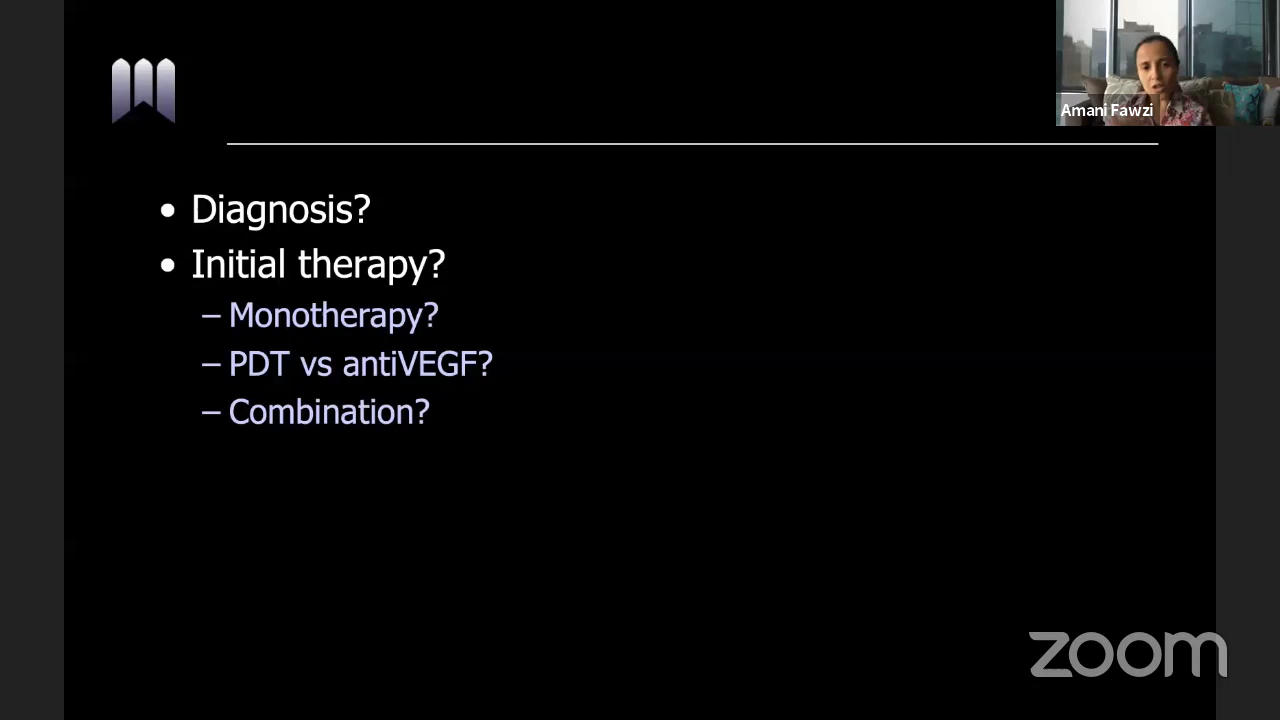 Amani Fawzi
• Diagnosis?
• Initial therapy?
– Monotherapy?
– PDT vs antiVEGF?
– Combination?
zoom